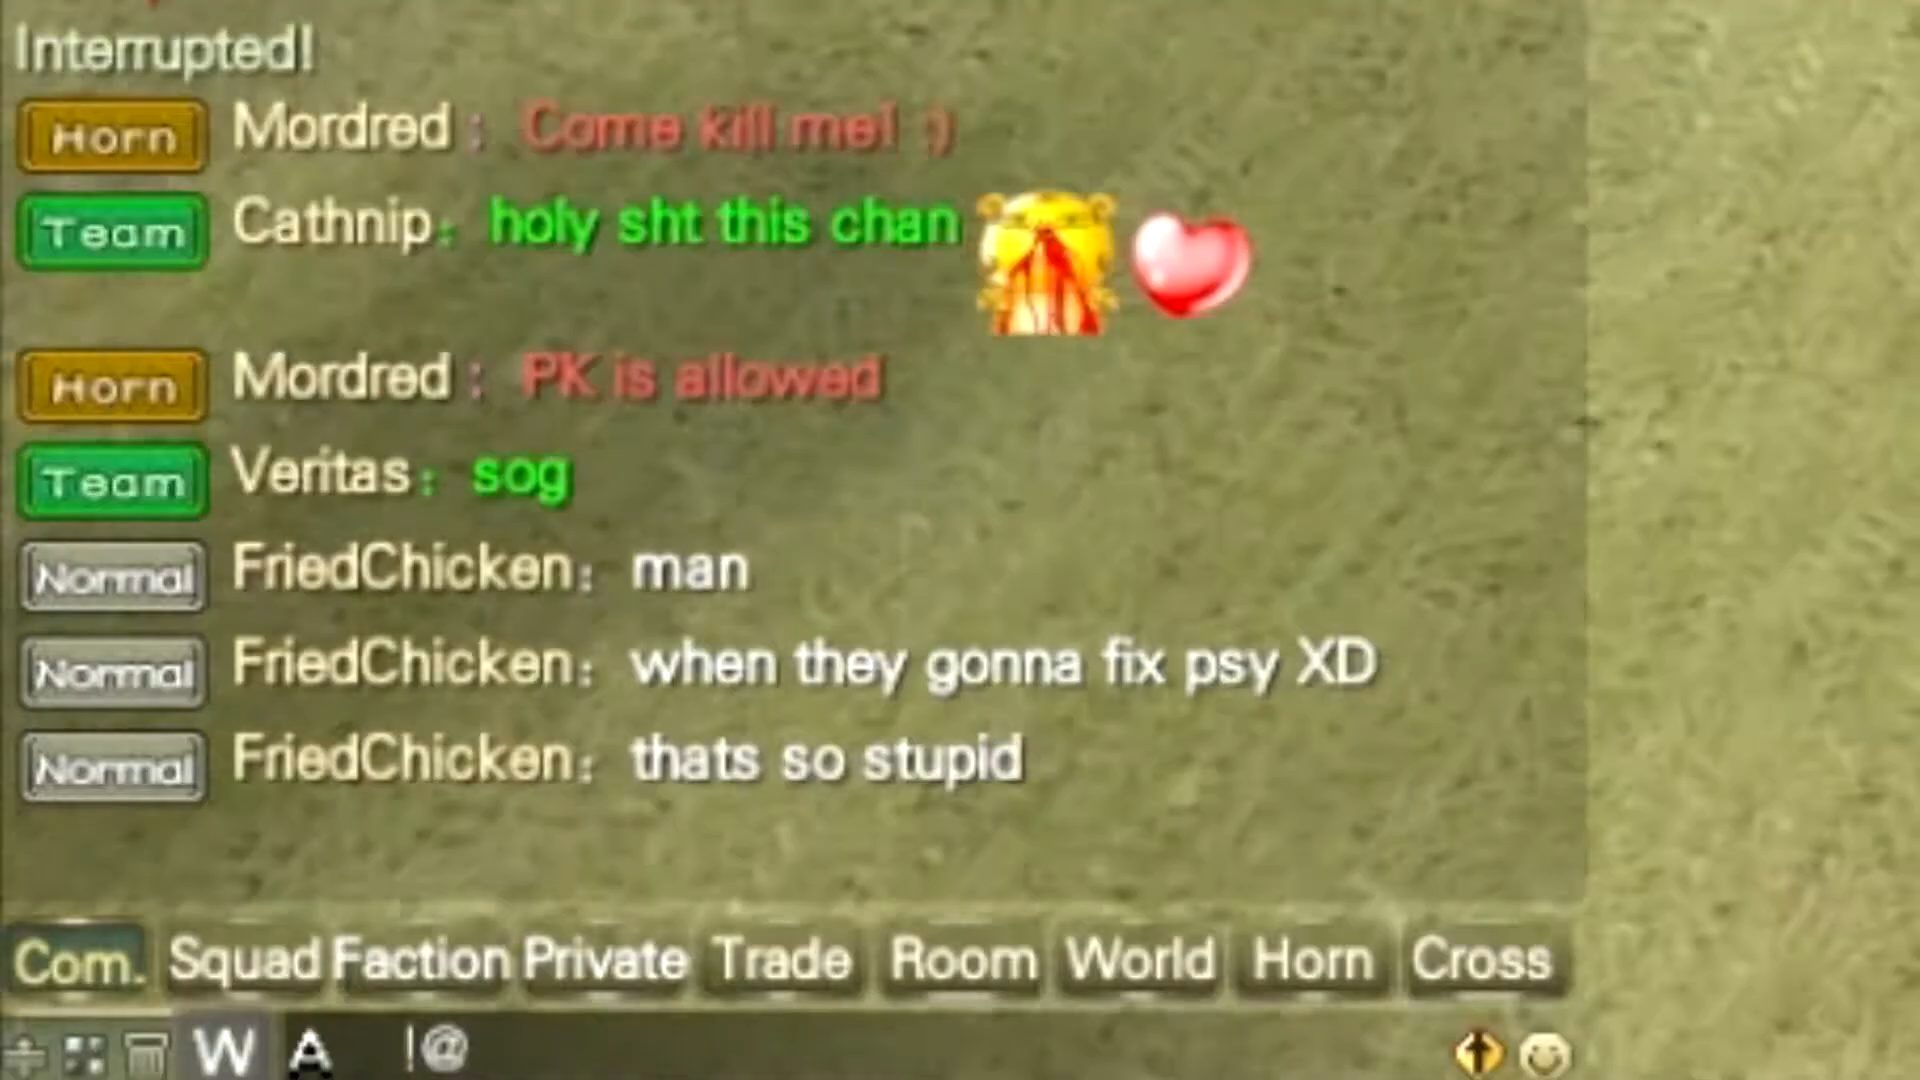 Interrupted!
Horn Mordred : Come kill me! :)
Team Cathnip: holy sht this chan
Horn Mordred : PK is allowed
Team Veritas: sog
Normal FriedChicken: man
Normal FriedChicken: when they gonna fix psy XD
Normal FriedChicken: thats so stupid
Com. Squad Faction Private Trade Room World Horn Cross
W A !@